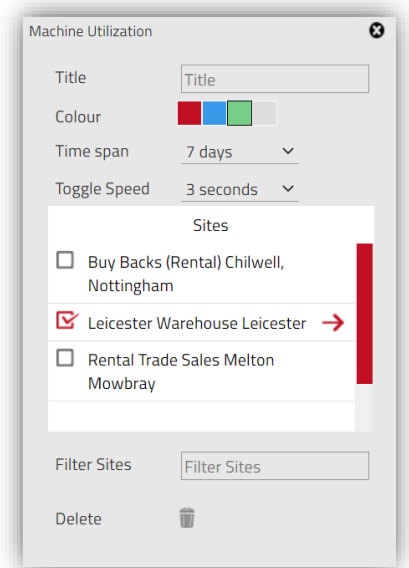 Machine Utilization
Title
Title
Colour
Time span
7 days
Toggle Speed
3 seconds
Sites
Buy Backs (Rental) Chilwell,
Nottingham
Leicester Warehouse Leicester
Rental Trade Sales Melton
Mowbray
Filter Sites
Filter Sites
Delete